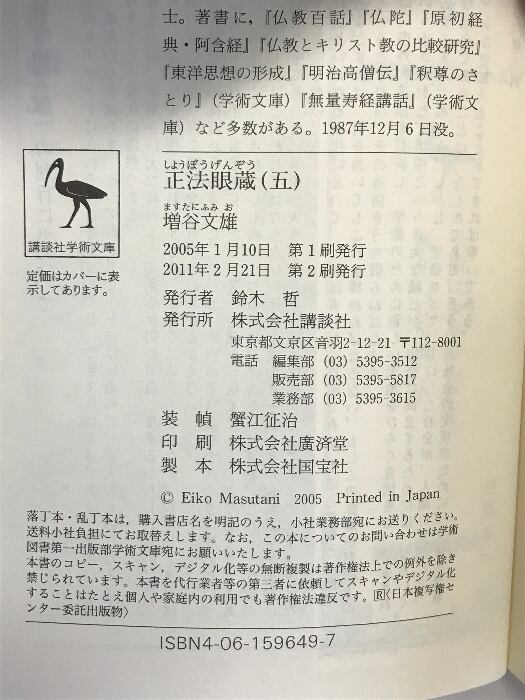 士。著書に，『仏教百話』『仏陀』『原初経
典・阿含経』『仏教とキリスト教の比較研究』
『東洋思想の形成』『明治高僧伝』『釈尊のさ
とり』（学術文庫）『無量寿経講話』（学術文
庫）など多数がある。1987年12月6日没。
講談社学術文庫
定価はカバーに表
示してあります。
しょうぼうげんぞう
正法眼蔵（五）
ますたにふみお
増谷文雄
2005年1月10日　第1刷発行
2011年2月21日　第2刷発行
発行者　鈴木　哲
発行所　株式会社講談社
東京都文京区音羽2-12-21 〒112-8001
電話　編集部（03）5395-3512
販売部（03）5395-5817
業務部（03）5395-3615
装　幀　蟹江征治
印　刷　株式会社廣済堂
製　本　株式会社国宝社
© Eiko Masutani　2005　Printed in Japan
落丁本・乱丁本は，購入書店名を明記のうえ，小社業務部宛にお送りください。
送料小社負担にてお取替えします。なお，この本についてのお問い合わせは学術
図書第一出版部学術文庫宛にお願いいたします。
本書のコピー，スキャン，デジタル化等の無断複製は著作権法上での例外を除き
禁じられています。本書を代行業者等の第三者に依頼してスキャンやデジタル化
することはたとえ個人や家庭内の利用でも著作権法違反です。Ⓡ〈日本複写権セ
ンター委託出版物〉
ISBN4-06-159649-7